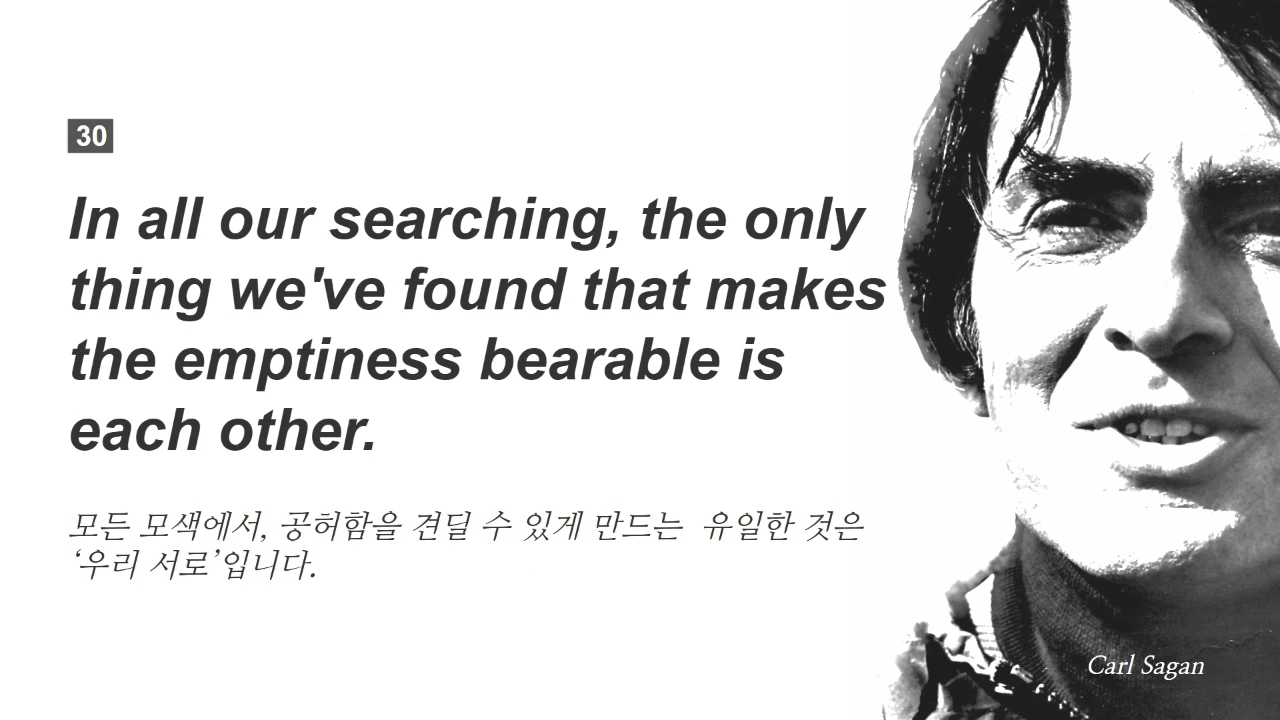 30
In all our searching, the only
thing we've found that makes
the emptiness bearable is
each other.
모든 모색에서, 공허함을 견딜 수 있게 만드는 유일한 것은
‘우리 서로’입니다.
Carl Sagan